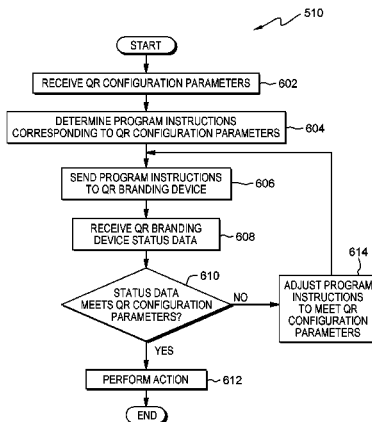 510
START
RECEIVE QR CONFIGURATION PARAMETERS
602
DETERMINE PROGRAM INSTRUCTIONS
CORRESPONDING TO QR CONFIGURATION PARAMETERS
604
SEND PROGRAM INSTRUCTIONS
TO QR BRANDING DEVICE
606
RECEIVE QR BRANDING
DEVICE STATUS DATA
608
610
STATUS DATA
MEETS QR CONFIGURATION
PARAMETERS?
NO
614
ADJUST PROGRAM
INSTRUCTIONS
TO MEET QR
CONFIGURATION
PARAMETERS
YES
PERFORM ACTION
612
END